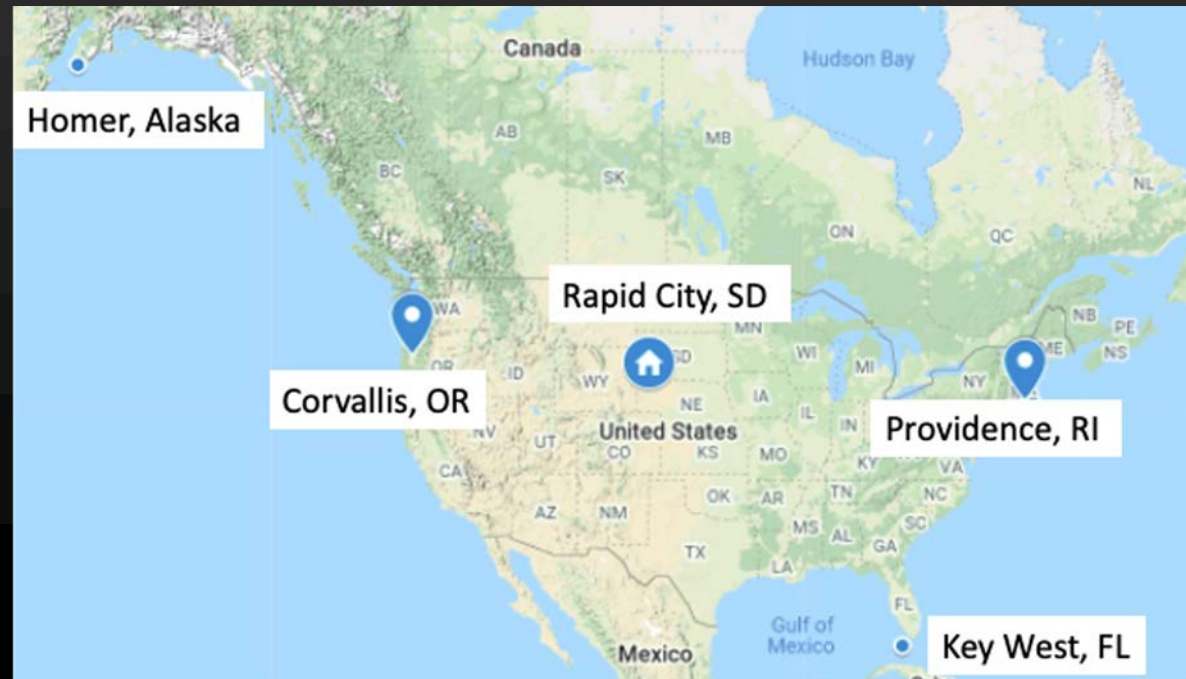 Canada
Hudson Bay
Homer, Alaska
AB
MB
BC
SK
NL
ON
QC
Rapid City, SD
WA
MN
NB
PE
ME
NS
OR
ID
WY
SD
WI
MI
NY
Corvallis, OR
NE
IA
IL
IN
Providence, RI
NV
UT
United States
CO
KS
MO
KY
VA
CA
AZ
NM
OK
AR
TN
NC
TX
MS
AL
SC
GA
LA
FL
Gulf of
Mexico
Mexico
Key West, FL